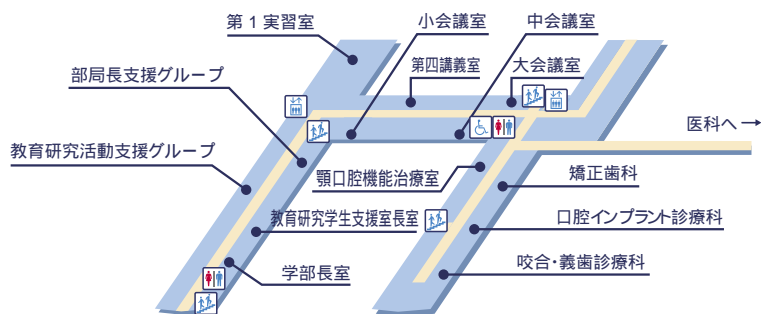 第1実習室
小会議室
中会議室
部局長支援グループ
第四講義室
大会議室
医科へ→
教育研究活動支援グループ
顎口腔機能治療室
矯正歯科
教育研究学生支援室長室
口腔インプラント診療科
学部長室
咬合・義歯診療科